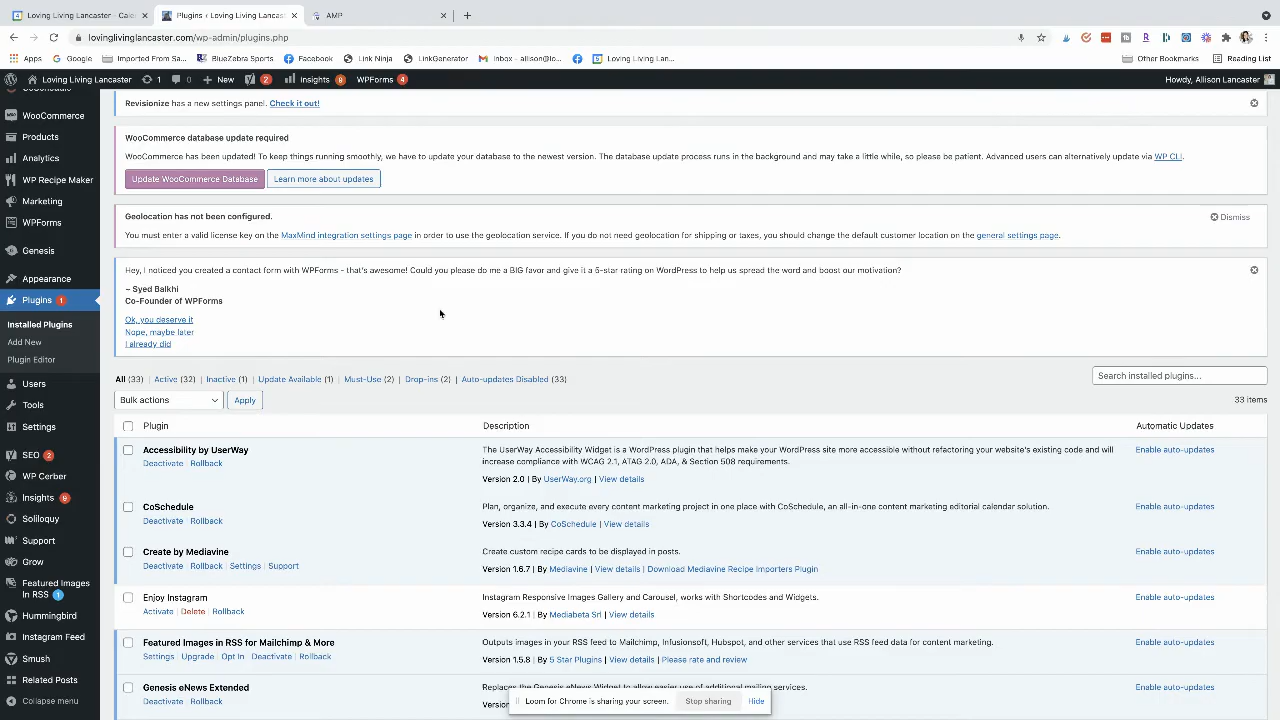 Loving Living Lancaster - Cale
Plugins ‹ Loving Living Lancast
AMP
lovinglivinglancaster.com/wp-admin/plugins.php
Apps
Google
Imported From Sa...
BlueZebra Sports
Facebook
Link Ninja
LinkGenerator
Inbox - allison@lo...
Loving Living Lan...
Other Bookmarks
Reading List
Loving Living Lancaster
1
0
New
2
Insights
9
WPForms
4
Howdy, Allison Lancaster
CoSchedule
WooCommerce
Products
Analytics
WP Recipe Maker
Marketing
WPForms
Genesis
Appearance
Plugins 1
Installed Plugins
Add New
Plugin Editor
Users
Tools
Settings
SEO 2
WP Cerber
Insights 9
Soliloquy
Support
Grow
Featured Images
in RSS 1
Hummingbird
Instagram Feed
Smush
Related Posts
Collapse menu
Revisionize has a new settings panel. Check it out!
WooCommerce database update required
WooCommerce has been updated! To keep things running smoothly, we have to update your database to the newest version. The database update process runs in the background and may take a little while, so please be patient. Advanced users can alternatively update via WP CLI.
Update WooCommerce Database
Learn more about updates
Geolocation has not been configured.
Dismiss
You must enter a valid license key on the MaxMind integration settings page in order to use the geolocation service. If you do not need geolocation for shipping or taxes, you should change the default customer location on the general settings page.
Hey, I noticed you created a contact form with WPForms - that's awesome! Could you please do me a BIG favor and give it a 5-star rating on WordPress to help us spread the word and boost our motivation?
~ Syed Balkhi
Co-Founder of WPForms
Ok, you deserve it
Nope, maybe later
I already did
All (33) | Active (32) | Inactive (1) | Update Available (1) | Must-Use (2) | Drop-ins (2) | Auto-updates Disabled (33)
Search installed plugins...
Bulk actions
Apply
33 items
Plugin
Description
Automatic Updates
Accessibility by UserWay
Deactivate | Rollback
The UserWay Accessibility Widget is a WordPress plugin that helps make your WordPress site more accessible without refactoring your website's existing code and will
increase compliance with WCAG 2.1, ATAG 2.0, ADA, & Section 508 requirements.
Version 2.0 | By UserWay.org | View details
Enable auto-updates
CoSchedule
Deactivate | Rollback
Plan, organize, and execute every content marketing project in one place with CoSchedule, an all-in-one content marketing editorial calendar solution.
Version 3.3.4 | By CoSchedule | View details
Enable auto-updates
Create by Mediavine
Deactivate | Rollback | Settings | Support
Create custom recipe cards to be displayed in posts.
Version 1.6.7 | By Mediavine | View details | Download Mediavine Recipe Importers Plugin
Enable auto-updates
Enjoy Instagram
Activate | Delete | Rollback
Instagram Responsive Images Gallery and Carousel, works with Shortcodes and Widgets.
Version 6.2.1 | By Mediabeta Srl | View details
Enable auto-updates
Featured Images in RSS for Mailchimp & More
Settings | Upgrade | Opt In | Deactivate | Rollback
Outputs images in your RSS feed to Mailchimp, Infusionsoft, Hubspot, and other services that use RSS feed data for content marketing.
Version 1.5.8 | By 5 Star Plugins | View details | Please rate and review
Enable auto-updates
Genesis eNews Extended
Deactivate | Rollback
Replaces the Genesis eNews Widget to allow easier use of additional mailing services.
Version
Enable auto-updates
Loom for Chrome is sharing your screen.
Stop sharing
Hide